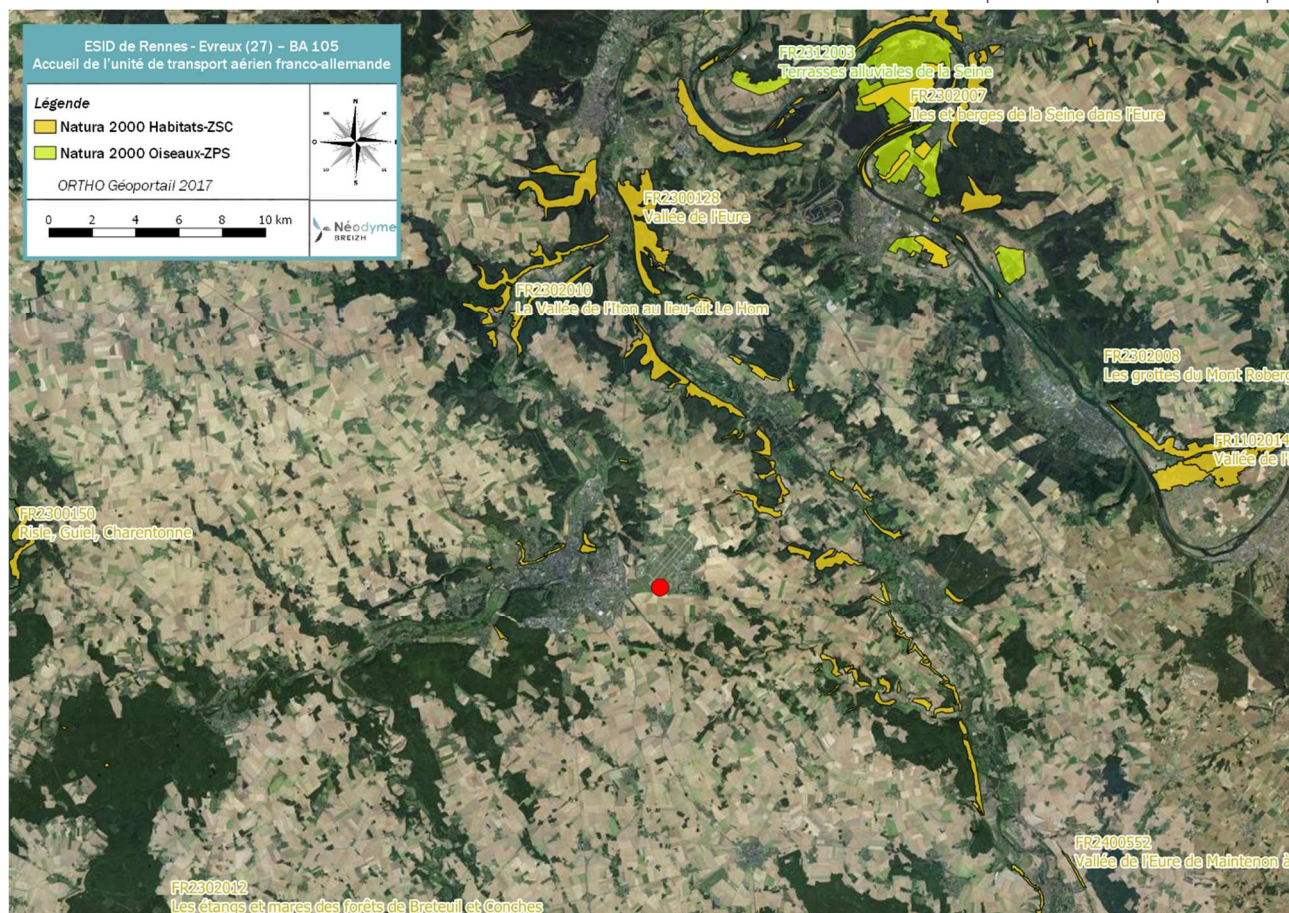 ESID de Rennes - Evreux (27) – BA 105
Accueil de l'unité de transport aérien franco-allemande
Légende
Natura 2000 Habitats-ZSC
Natura 2000 Oiseaux-ZPS
ORTHO Géoportail 2017
N
O
S
0 2 4 6 8 10 km
Néodyme
BREIZH
FR2312003
Terrasses alluviales de la Seine
FR2302007
Iles et berges de la Seine dans l'Eure
FR2300128
Vallée de l'Eure
FR2302010
La Vallée de l'Iton au lieu-dit Le Hom
FR2302008
Les grottes du Mont Roberg
FR1102014
Vallée de l'
FR2300150
Risle, Guiel, Charentonne
FR2400552
Vallée de l'Eure de Maintenon à
FR2302012
Les étangs et mares des forêts de Breteuil et Conches